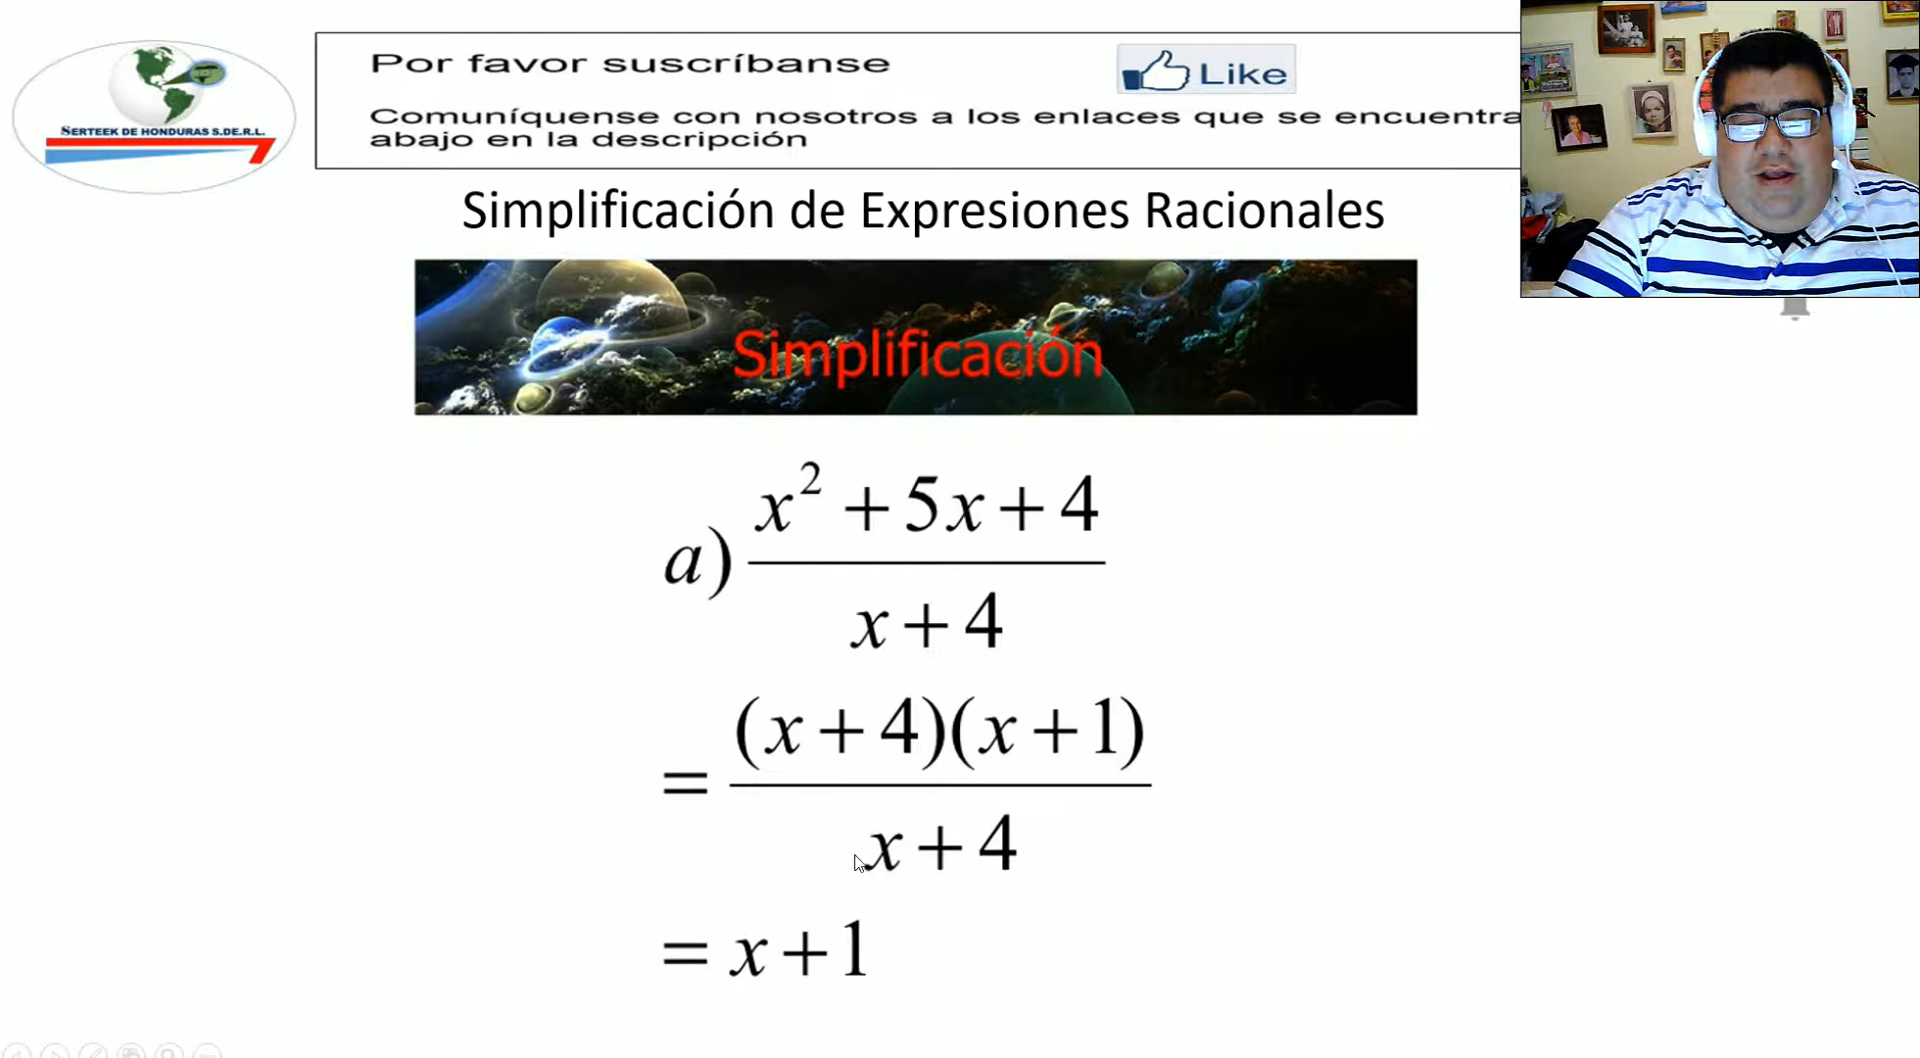 SERTEEK DE HONDURAS S.DE.R.L.
Por favor suscríbanse
Like
Comuníquense con nosotros a los enlaces que se encuentra
abajo en la descripción
Simplificación de Expresiones Racionales
Simplificación
a) x² + 5x + 4
x + 4
= (x + 4)(x + 1)
x + 4
= x + 1